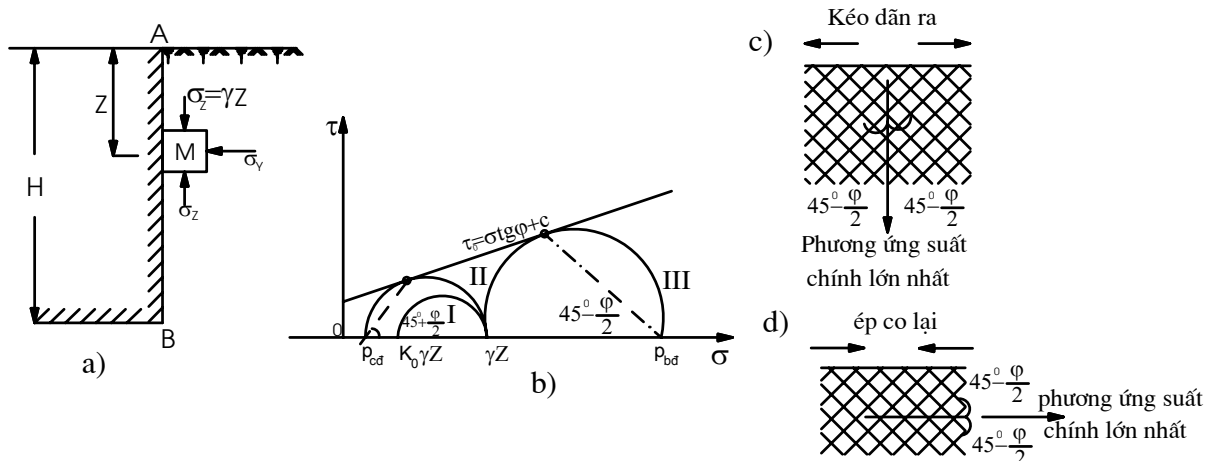 A
Z
σz=γZ
M
σY
H
σz
B
a)
τ
τ₀=σtgφ+c
II
III
45°+φ/2
I
45°-φ/2
0
pcđ
K₀γZ
γZ
pbđ
σ
b)
c)
Kéo dãn ra
45°-φ/2 45°-φ/2
Phương ứng suất
chính lớn nhất
d)
ép co lại
45°-φ/2
phương ứng suất
chính lớn nhất
45°-φ/2